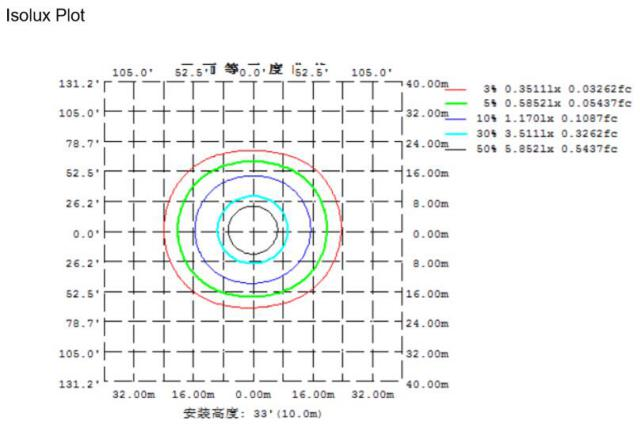 Isolux Plot
等 度
105.0' 52.5' 0.0' 52.5' 105.0'
131.2' 40.00m
105.0' 32.00m
78.7' 24.00m
52.5' 16.00m
26.2' 8.00m
0.0' 0.00m
26.2' 8.00m
52.5' 16.00m
78.7' 24.00m
105.0' 32.00m
131.2' 40.00m
3% 0.3511lx 0.03262fc
5% 0.5852lx 0.05437fc
10% 1.170lx 0.1087fc
30% 3.511lx 0.3262fc
50% 5.852lx 0.5437fc
32.00m 16.00m 0.00m 16.00m 32.00m
安装高度: 33'(10.0m)